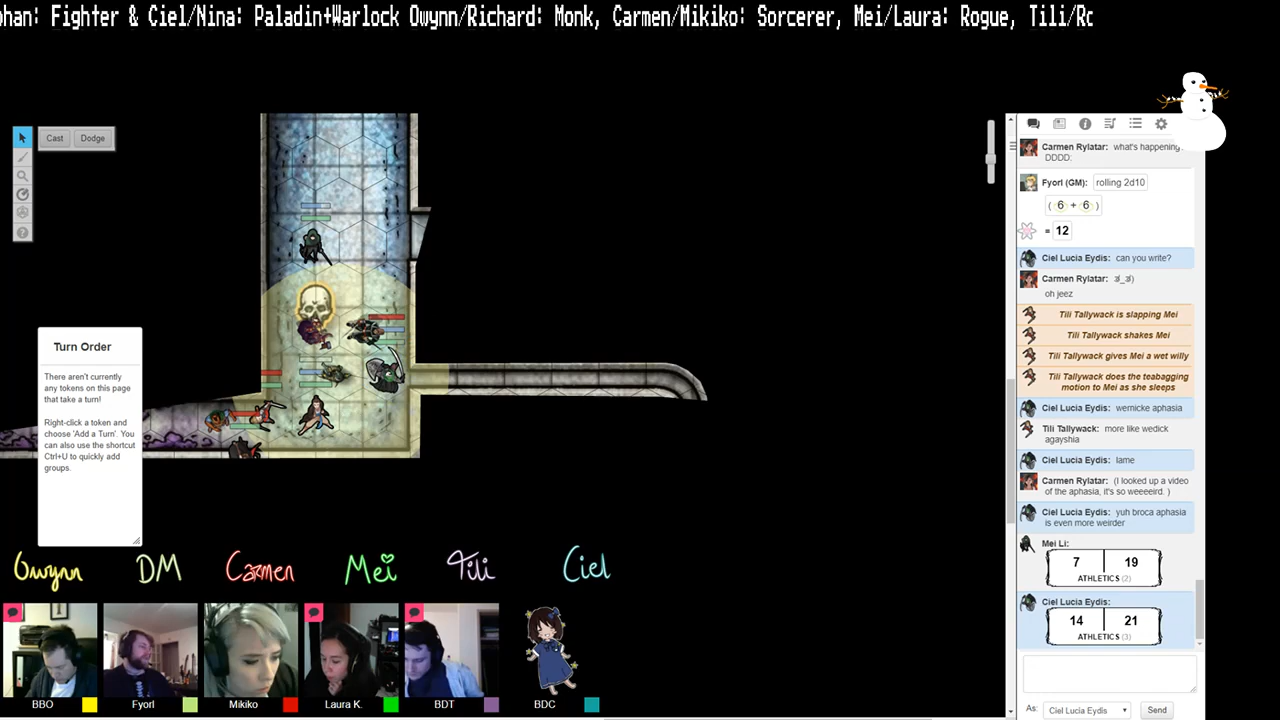 ohan: Fighter & Ciel/Nina: Paladin+Warlock Owynn/Richard: Monk, Carmen/Mikiko: Sorcerer, Mei/Laura: Rogue, Tili/Ro
Cast
Dodge
Turn Order
There aren't currently
any tokens on this page
that take a turn!
Right-click a token and
choose 'Add a Turn'. You
can also use the shortcut
Ctrl+U to quickly add
groups.
Carmen Rylatar: what's happening?
DDDD:
Fyorl (GM): rolling 2d10
( 6 + 6 )
= 12
Ciel Lucia Eydis: can you write?
Carmen Rylatar:
oh jeez
Tili Tallywack is slapping Mei
Tili Tallywack shakes Mei
Tili Tallywack gives Mei a wet willy
Tili Tallywack does the teabagging
motion to Mei as she sleeps
Ciel Lucia Eydis: wernicke aphasia
Tili Tallywack: more like wedick
agayshia
Ciel Lucia Eydis: lame
Carmen Rylatar: (I looked up a video
of the aphasia, it's so weeeeird. )
Ciel Lucia Eydis: yuh broca aphasia
is even more weirder
Mei Li:
7 19
ATHLETICS (2)
Ciel Lucia Eydis:
14 21
ATHLETICS (3)
As: Ciel Lucia Eydis Send
Owynn DM Carmen Mei Tili Ciel
BBO Fyorl Mikiko Laura K. BDT BDC